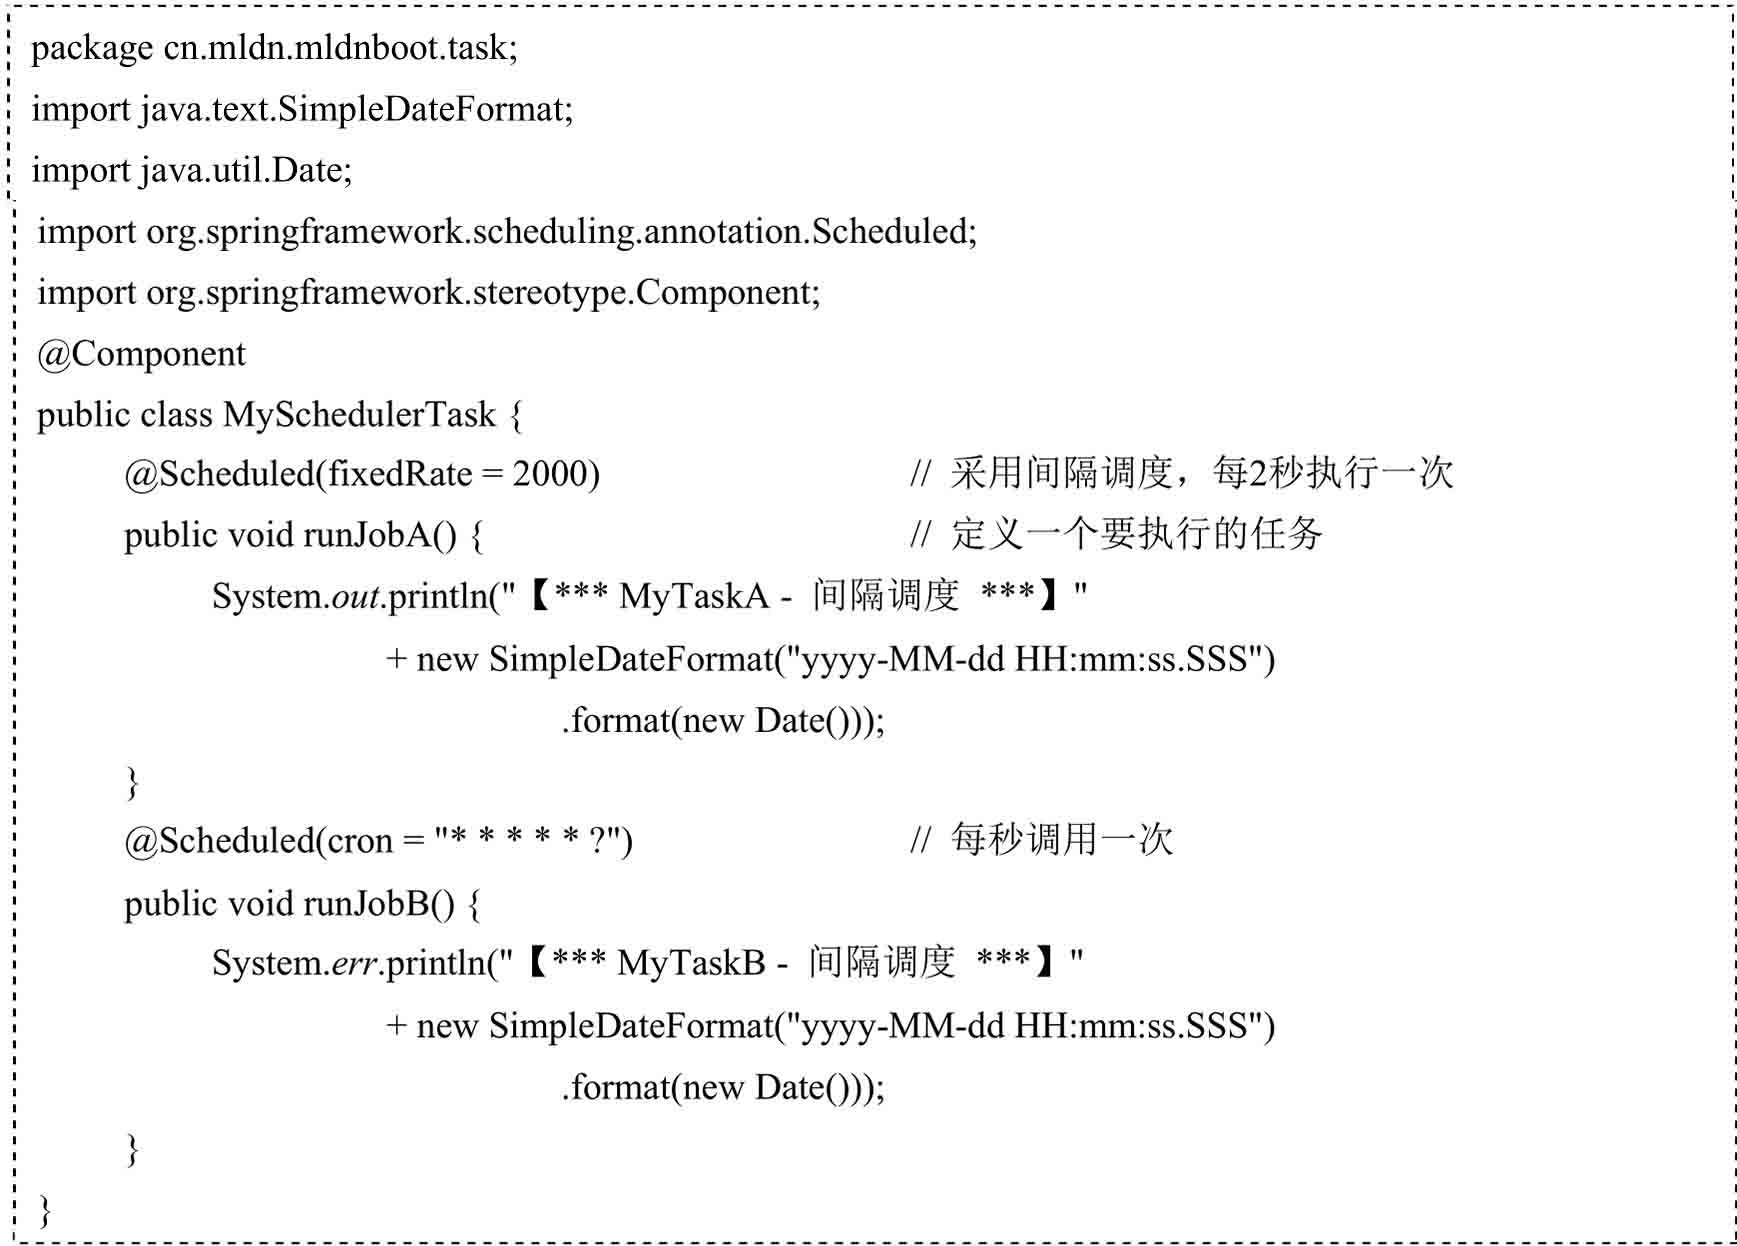 package cn.mldn.mldnboot.task;
import java.text.SimpleDateFormat;
import java.util.Date;
import org.springframework.scheduling.annotation.Scheduled;
import org.springframework.stereotype.Component;
@Component
public class MySchedulerTask {
@Scheduled(fixedRate = 2000) // 采用间隔调度，每2秒执行一次
public void runJobA() { // 定义一个要执行的任务
System.out.println("【*** MyTaskA - 间隔调度 ***】"
+ new SimpleDateFormat("yyyy-MM-dd HH:mm:ss.SSS")
.format(new Date()));
}
@Scheduled(cron = "* * * * * ?") // 每秒调用一次
public void runJobB() {
System.err.println("【*** MyTaskB - 间隔调度 ***】"
+ new SimpleDateFormat("yyyy-MM-dd HH:mm:ss.SSS")
.format(new Date()));
}
}